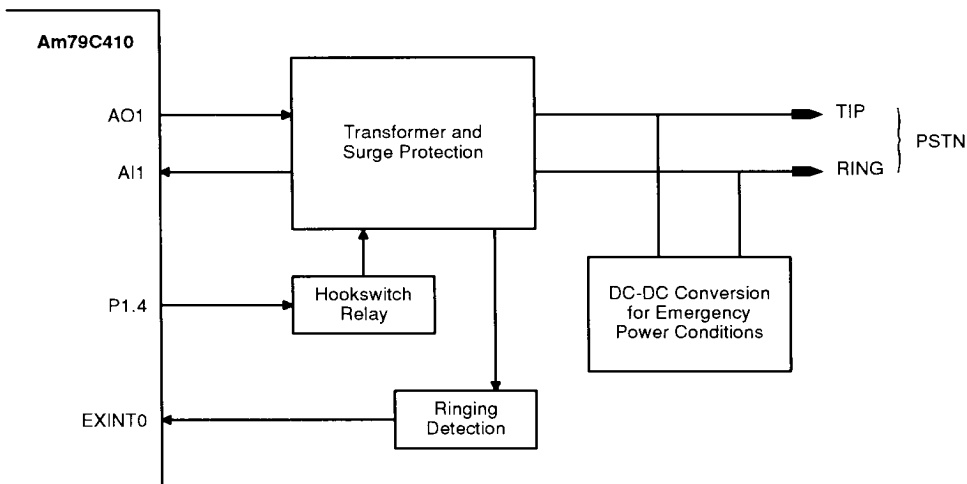 Am79C410
AO1
AI1
P1.4
EXINT0
Transformer and
Surge Protection
Hookswitch
Relay
Ringing
Detection
TIP
RING
PSTN
DC-DC Conversion
for Emergency
Power Conditions